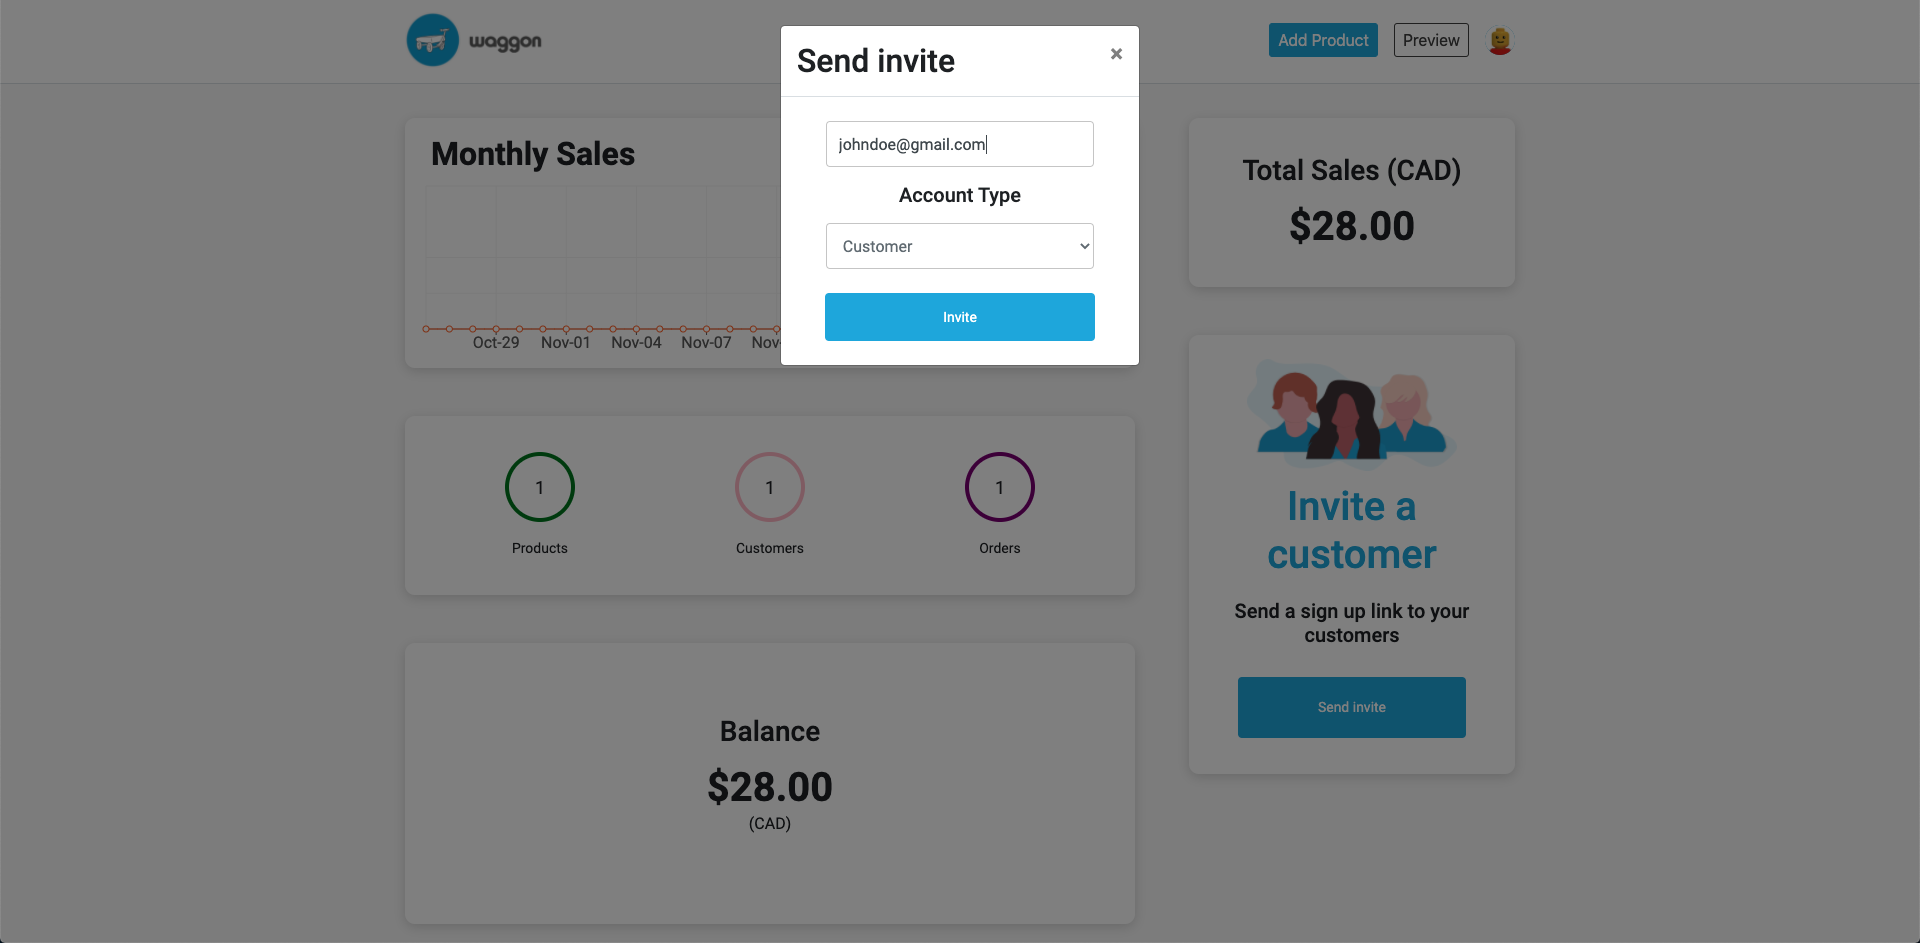 waggon
Add Product
Preview
Send invite
×
johndoe@gmail.com
Account Type
Customer
Invite
Monthly Sales
Oct-29 Nov-01 Nov-04 Nov-07 Nov-
Total Sales (CAD)
$28.00
1 1 1
Products Customers Orders
Invite a
customer
Send a sign up link to your
customers
Send invite
Balance
$28.00
(CAD)